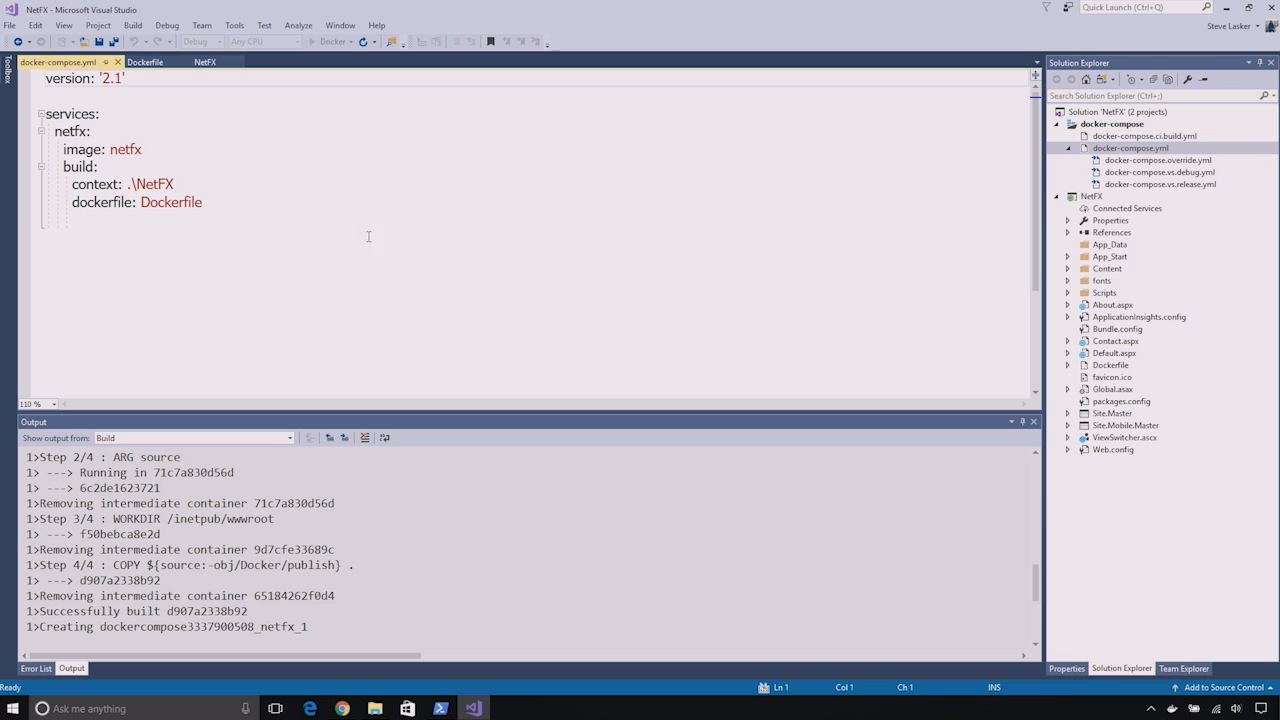 NetFX - Microsoft Visual Studio
Quick Launch (Ctrl+;)
File Edit View Project Build Debug Team Tools Test Analyze Window Help
Steve Lasker
Debug Any CPU Docker
Toolbox
docker-compose.yml Dockerfile NetFX
version: '2.1'
services:
netfx:
image: netfx
build:
context: .\NetFX
dockerfile: Dockerfile
110 %
Output
Show output from: Build
1>Step 2/4 : ARG source
1> ---> Running in 71c7a830d56d
1> ---> 6c2de1623721
1>Removing intermediate container 71c7a830d56d
1>Step 3/4 : WORKDIR /inetpub/wwwroot
1> ---> f50bebca8e2d
1>Removing intermediate container 9d7cfe33689c
1>Step 4/4 : COPY ${source:-obj/Docker/publish} .
1> ---> d907a2338b92
1>Removing intermediate container 65184262f0d4
1>Successfully built d907a2338b92
1>Creating dockercompose3337900508_netfx_1
Error List Output
Solution Explorer
Search Solution Explorer (Ctrl+;)
Solution 'NetFX' (2 projects)
docker-compose
docker-compose.ci.build.yml
docker-compose.yml
docker-compose.override.yml
docker-compose.vs.debug.yml
docker-compose.vs.release.yml
NetFX
Connected Services
Properties
References
App_Data
App_Start
Content
fonts
Scripts
About.aspx
ApplicationInsights.config
Bundle.config
Contact.aspx
Default.aspx
Dockerfile
favicon.ico
Global.asax
packages.config
Site.Master
Site.Mobile.Master
ViewSwitcher.ascx
Web.config
Properties Solution Explorer Team Explorer
Ready Ln 1 Col 1 Ch 1 INS Add to Source Control
Ask me anything